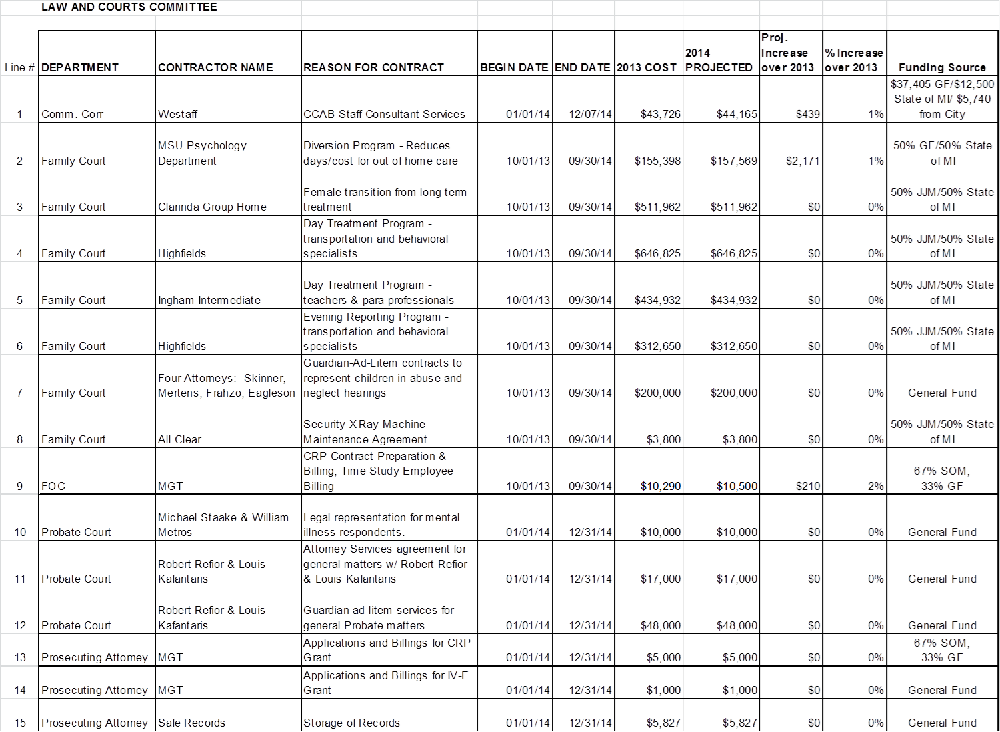 LAW AND COURTS COMMITTEE
Line # DEPARTMENT CONTRACTOR NAME REASON FOR CONTRACT BEGIN DATE END DATE 2013 COST 2014 PROJECTED Proj. Increase over 2013 % Increase over 2013 Funding Source
1 Comm. Corr Westaff CCAB Staff Consultant Services 01/01/14 12/07/14 $43,726 $44,165 $439 1% $37,405 GF/$12,500 State of MI/ $5,740 from City
2 Family Court MSU Psychology Department Diversion Program - Reduces days/cost for out of home care 10/01/13 09/30/14 $155,398 $157,569 $2,171 1% 50% GF/50% State of MI
3 Family Court Clarinda Group Home Female transition from long term treatment 10/01/13 09/30/14 $511,962 $511,962 $0 0% 50% JJM/50% State of MI
4 Family Court Highfields Day Treatment Program - transportation and behavioral specialists 10/01/13 09/30/14 $646,825 $646,825 $0 0% 50% JJM/50% State of MI
5 Family Court Ingham Intermediate Day Treatment Program - teachers & para-professionals 10/01/13 09/30/14 $434,932 $434,932 $0 0% 50% JJM/50% State of MI
6 Family Court Highfields Evening Reporting Program - transportation and behavioral specialists 10/01/13 09/30/14 $312,650 $312,650 $0 0% 50% JJM/50% State of MI
7 Family Court Four Attorneys: Skinner, Mertens, Frahzo, Eagleson Guardian-Ad-Litem contracts to represent children in abuse and neglect hearings 10/01/13 09/30/14 $200,000 $200,000 $0 0% General Fund
8 Family Court All Clear Security X-Ray Machine Maintenance Agreement 10/01/13 09/30/14 $3,800 $3,800 $0 0% 50% JJM/50% State of MI
9 FOC MGT CRP Contract Preparation & Billing, Time Study Employee Billing 10/01/13 09/30/14 $10,290 $10,500 $210 2% 67% SOM, 33% GF
10 Probate Court Michael Staake & William Metros Legal representation for mental illness respondents. 01/01/14 12/31/14 $10,000 $10,000 $0 0% General Fund
11 Probate Court Robert Refior & Louis Kafantaris Attorney Services agreement for general matters w/ Robert Refior & Louis Kafantaris 01/01/14 12/31/14 $17,000 $17,000 $0 0% General Fund
12 Probate Court Robert Refior & Louis Kafantaris Guardian ad litem services for general Probate matters 01/01/14 12/31/14 $48,000 $48,000 $0 0% General Fund
13 Prosecuting Attorney MGT Applications and Billings for CRP Grant 01/01/14 12/31/14 $5,000 $5,000 $0 0% 67% SOM, 33% GF
14 Prosecuting Attorney MGT Applications and Billings for IV-E Grant 01/01/14 12/31/14 $1,000 $1,000 $0 0% General Fund
15 Prosecuting Attorney Safe Records Storage of Records 01/01/14 12/31/14 $5,827 $5,827 $0 0% General Fund